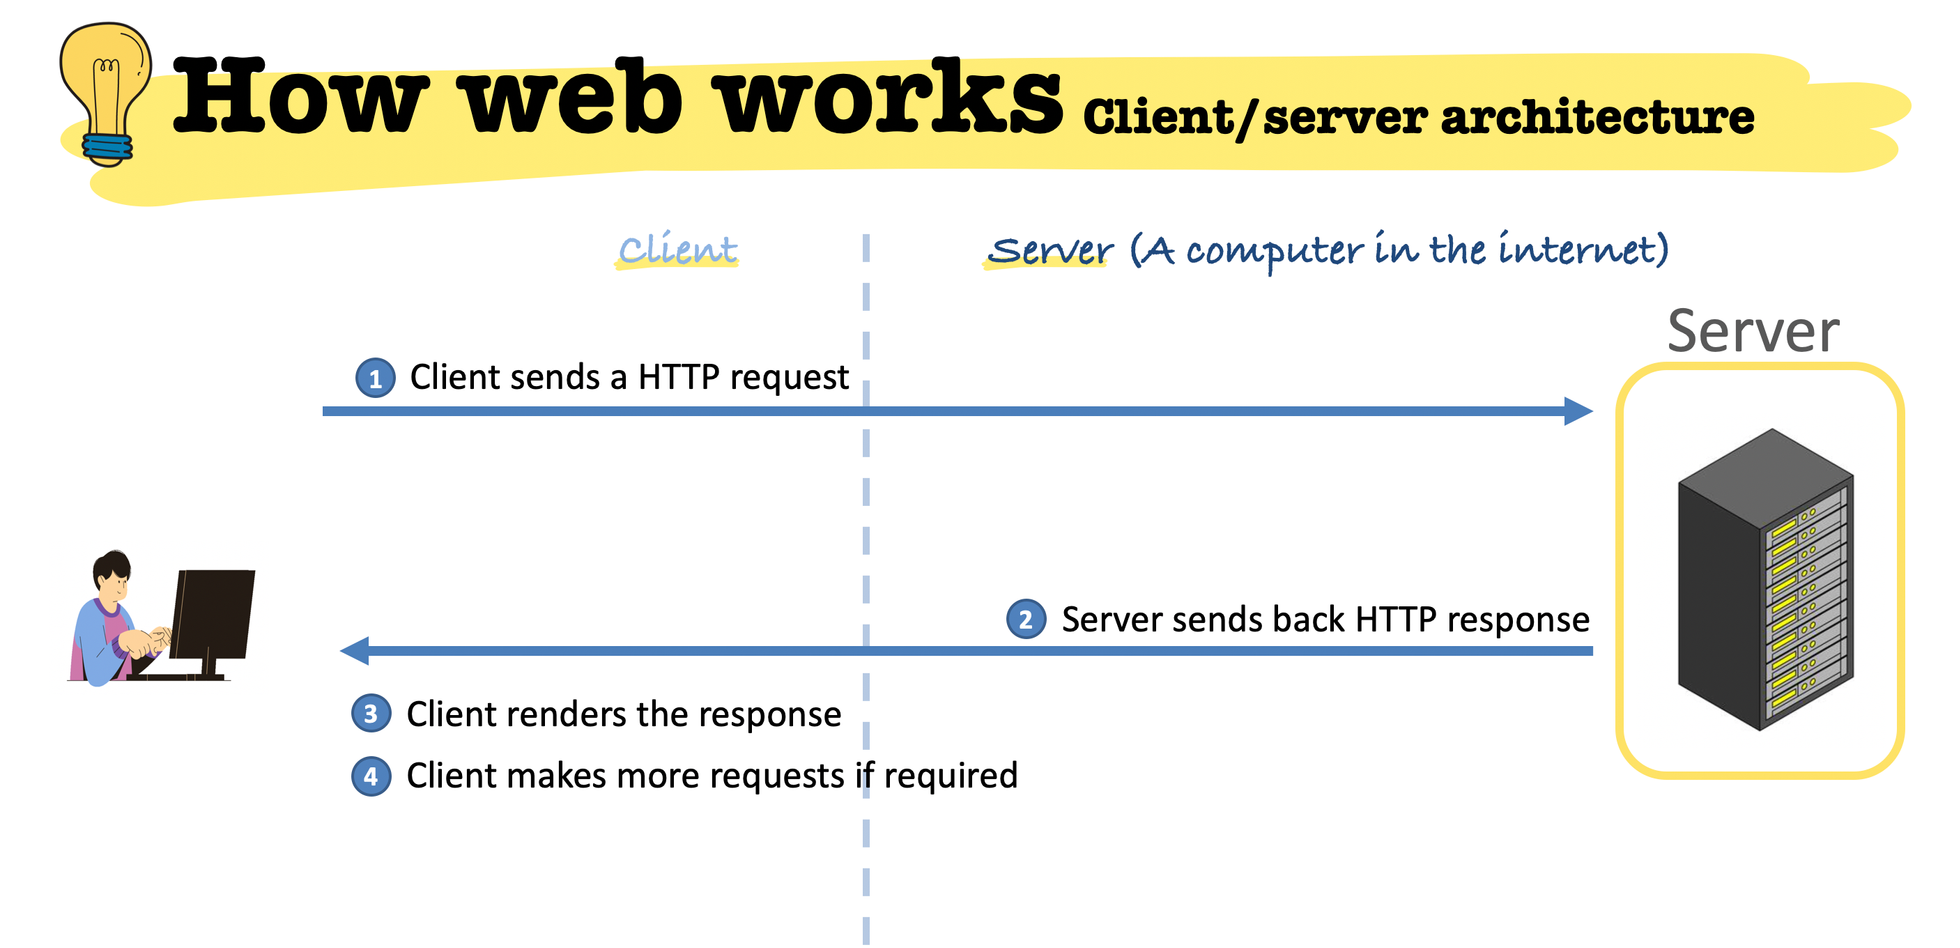 How web works Client/server architecture
Client
Server (A computer in the internet)
Server
1 Client sends a HTTP request
2 Server sends back HTTP response
3 Client renders the response
4 Client makes more requests if required